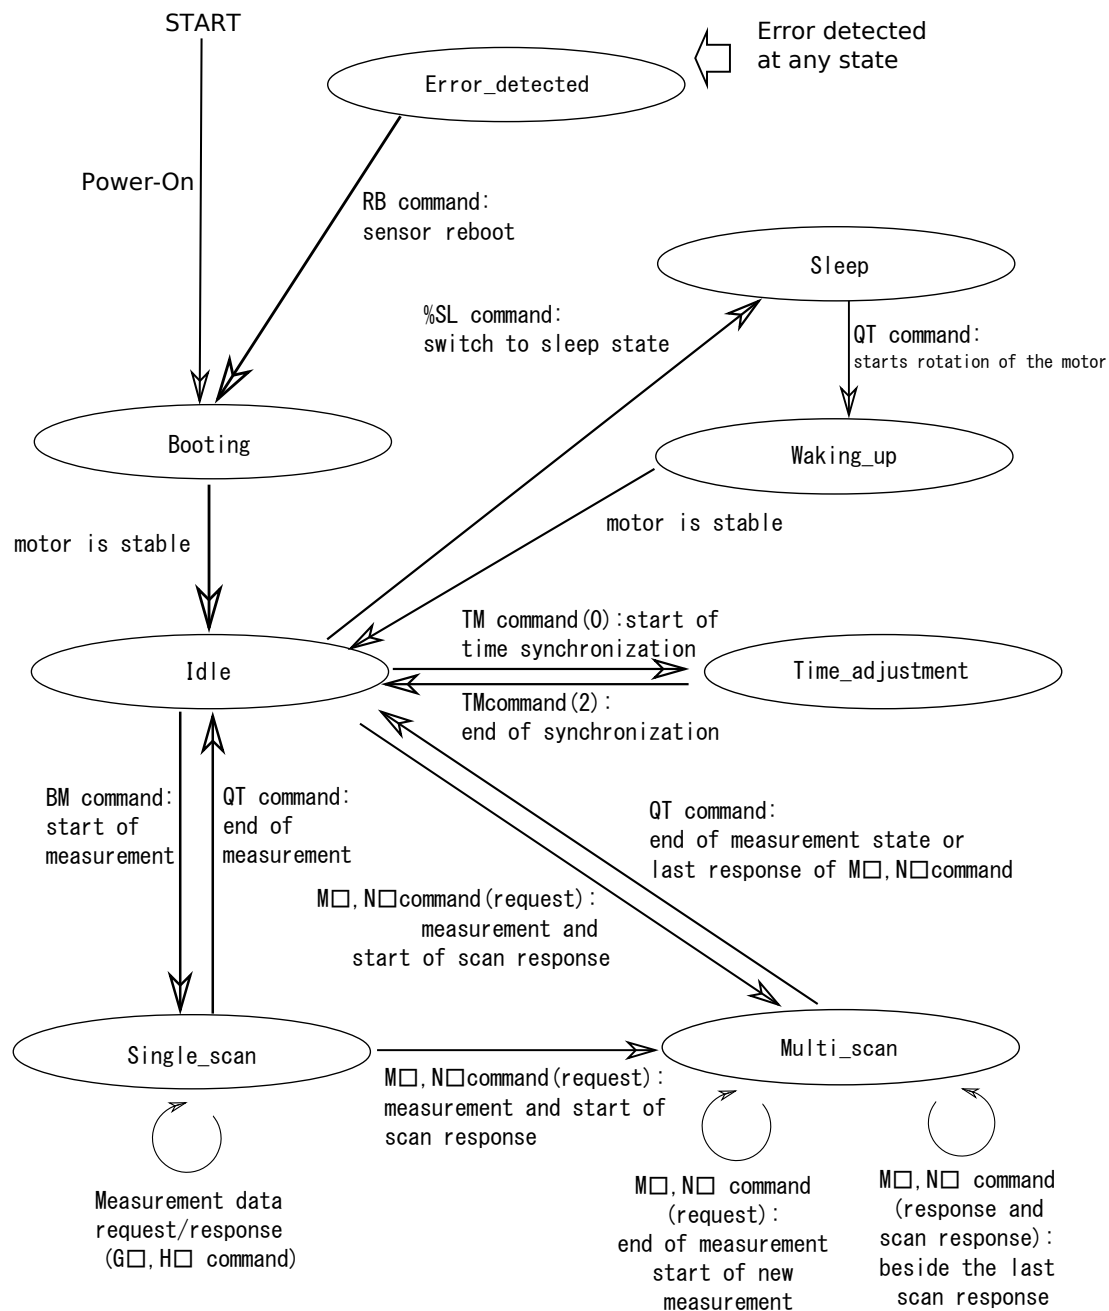 START
Error detected
at any state
Error_detected
Power-On
RB command:
sensor reboot
Sleep
%SL command:
switch to sleep state
QT command:
starts rotation of the motor
Booting
Waking_up
motor is stable
motor is stable
TM command(0):start of
time synchronization
Idle
Time_adjustment
TMcommand(2):
end of synchronization
BM command:
start of
measurement
QT command:
end of
measurement
QT command:
end of measurement state or
last response of M□,N□command
M□,N□command(request):
measurement and
start of scan response
Single_scan
Multi_scan
M□,N□command(request):
measurement and start of
scan response
Measurement data
request/response
(G□,H□ command)
M□,N□ command
(request):
end of measurement
start of new
measurement
M□,N□ command
(response and
scan response):
beside the last
scan response